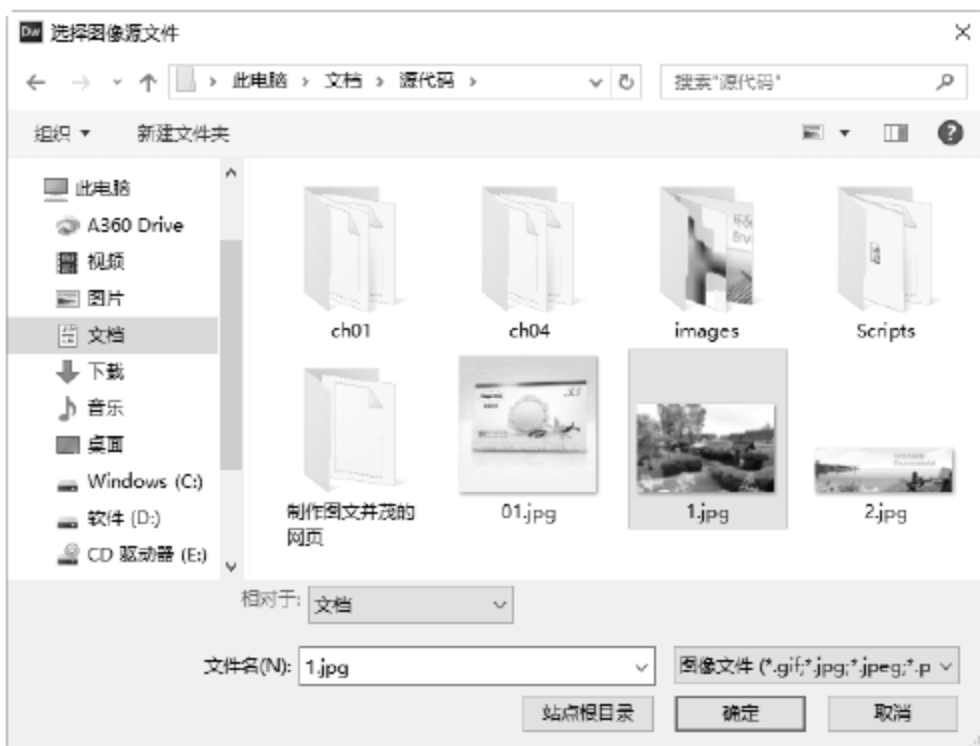 Dw 选择图像源文件
此电脑 > 文档 > 源代码 >
搜索"源代码"
组织 新建文件夹
此电脑
A360 Drive
视频
图片
文档
下载
音乐
桌面
Windows (C:)
软件 (D:)
CD 驱动器 (E:)
ch01 ch04 images Scripts
制作图文并茂的
网页
01.jpg 1.jpg 2.jpg
相对于: 文档
文件名(N): 1.jpg 图像文件 (*.gif;*.jpg;*.jpeg;*.p
站点根目录 确定 取消